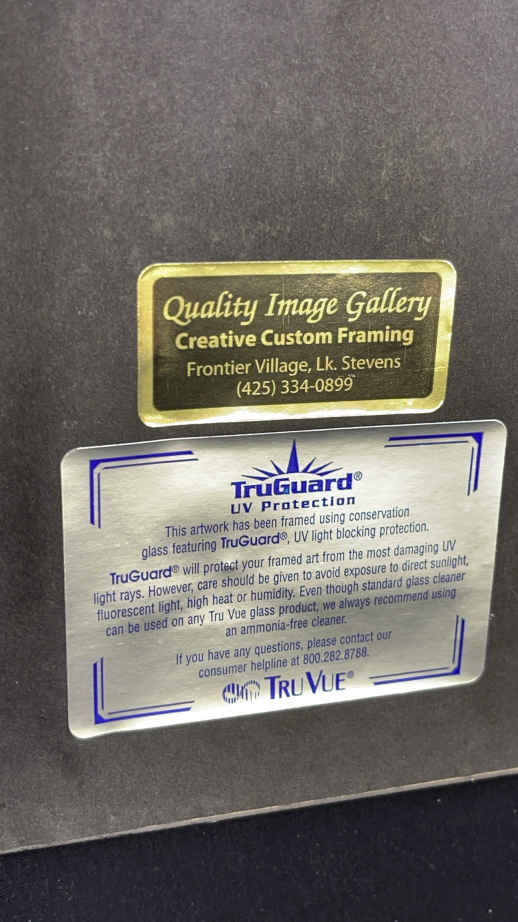 Quality Image Gallery
Creative Custom Framing
Frontier Village, Lk. Stevens
(425) 334-0899
TruGuard®
UV Protection
This artwork has been framed using conservation
glass featuring TruGuard®, UV light blocking protection.
TruGuard® will protect your framed art from the most damaging UV
light rays. However, care should be given to avoid exposure to direct sunlight,
fluorescent light, high heat or humidity. Even though standard glass cleaner
can be used on any Tru Vue glass product, we always recommend using
an ammonia-free cleaner.
If you have any questions, please contact our
consumer helpline at 800.282.8788.
TRU VUE®